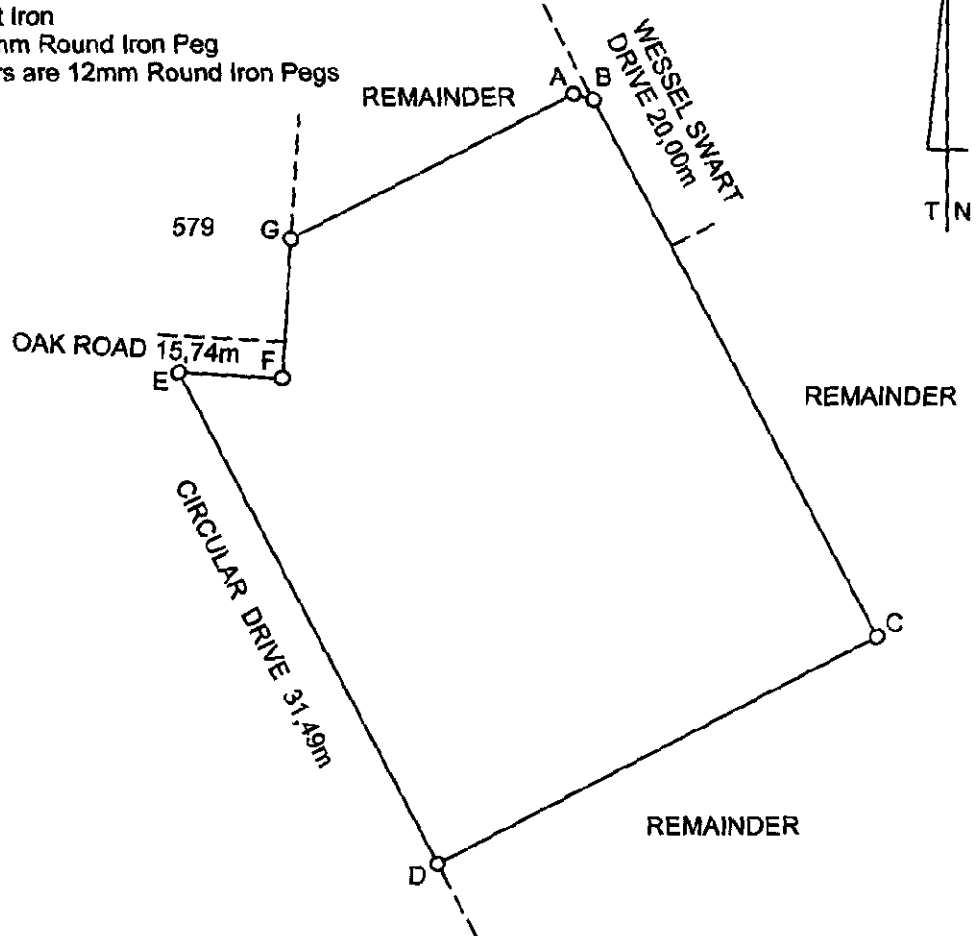 t Iron
mm Round Iron Peg
rs are 12mm Round Iron Pegs
REMAINDER
A
B
WESSEL SWART
DRIVE 20,00m
T N
579
G
OAK ROAD 15,74m
F
E
REMAINDER
CIRCULAR DRIVE 31,49m
C
REMAINDER
D